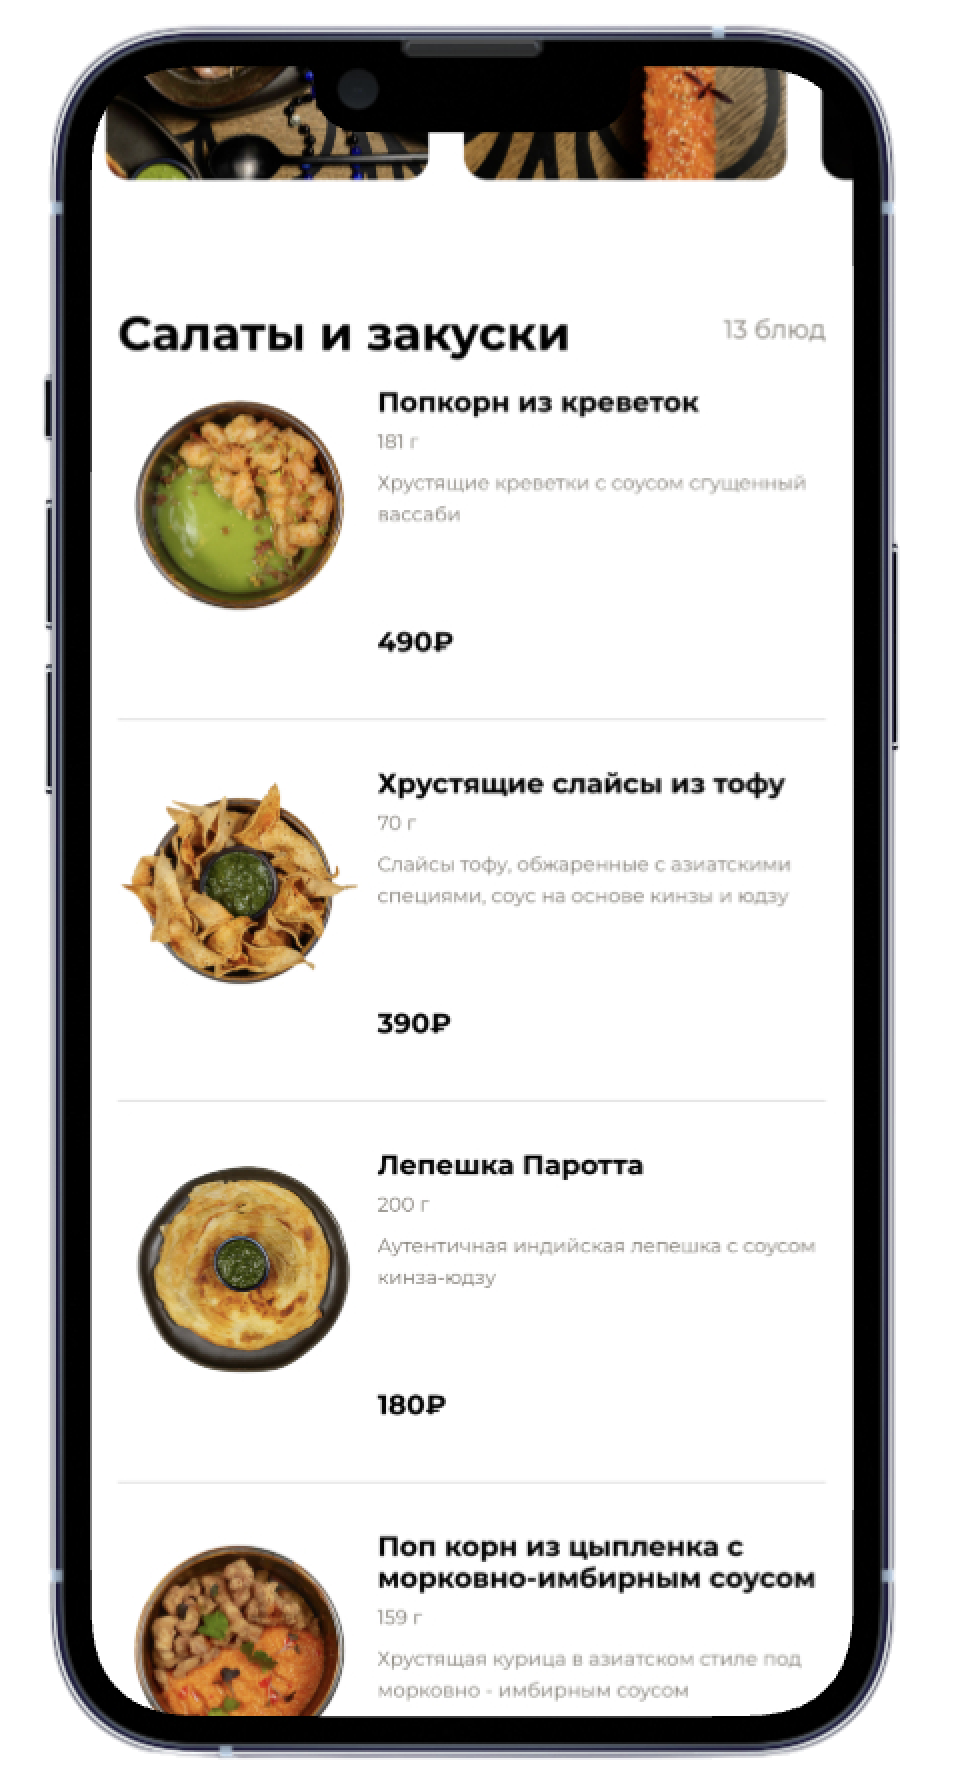 Салаты и закуски
13 блюд
Попкорн из креветок
181 г
Хрустящие креветки с соусом сгущенный
вассаби
490₽
Хрустящие слайсы из тофу
70 г
Слайсы тофу, обжаренные с азиатскими
специями, соус на основе кинзы и юдзу
390₽
Лепешка Паротта
200 г
Аутентичная индийская лепешка с соусом
кинза-юдзу
180₽
Поп корн из цыпленка с
морковно-имбирным соусом
159 г
Хрустящая курица в азиатском стиле под
морковно - имбирным соусом